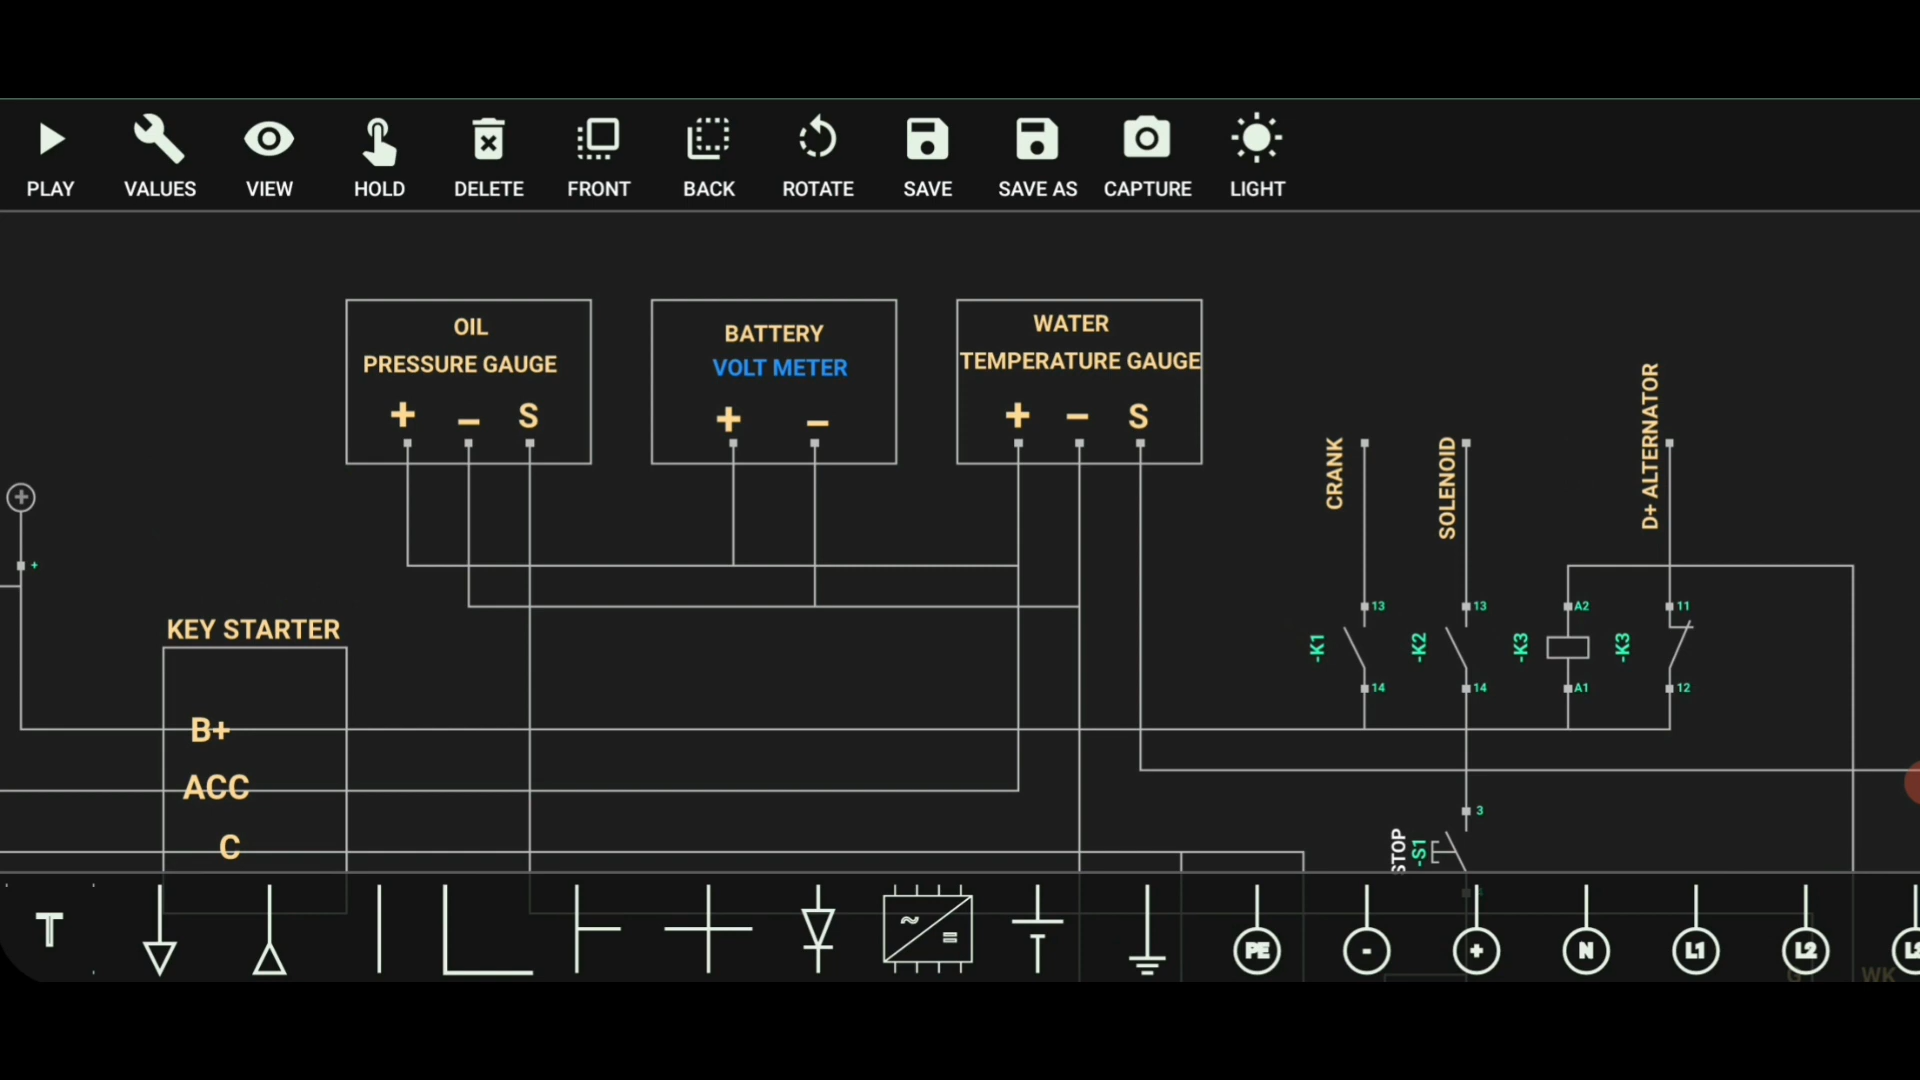 PLAY VALUES VIEW HOLD DELETE FRONT BACK ROTATE SAVE SAVE AS CAPTURE LIGHT
OIL
PRESSURE GAUGE
+ – S
BATTERY
VOLT METER
+ –
WATER
TEMPERATURE GAUGE
+ – S
CRANK
SOLENOID
D+ ALTERNATOR
+
+
13 13 A2 11
-K1 -K2 -K3 -K3
14 14 A1 12
KEY STARTER
B+
ACC
C
3
STOP
-S1
T
~
=
PE - + N L1 L2
G WK